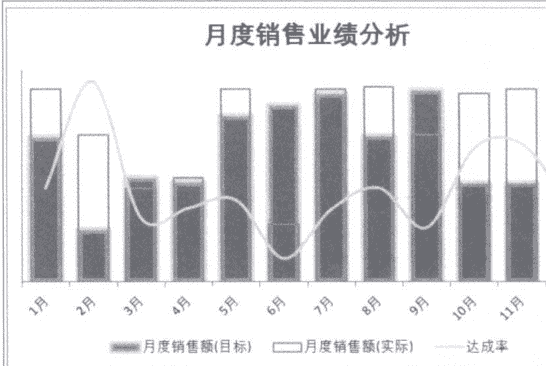 月度销售业绩分析
1月 2月 3月 4月 5月 6月 7月 8月 9月 10月 11月
月度销售额(目标) 月度销售额(实际) 达成率